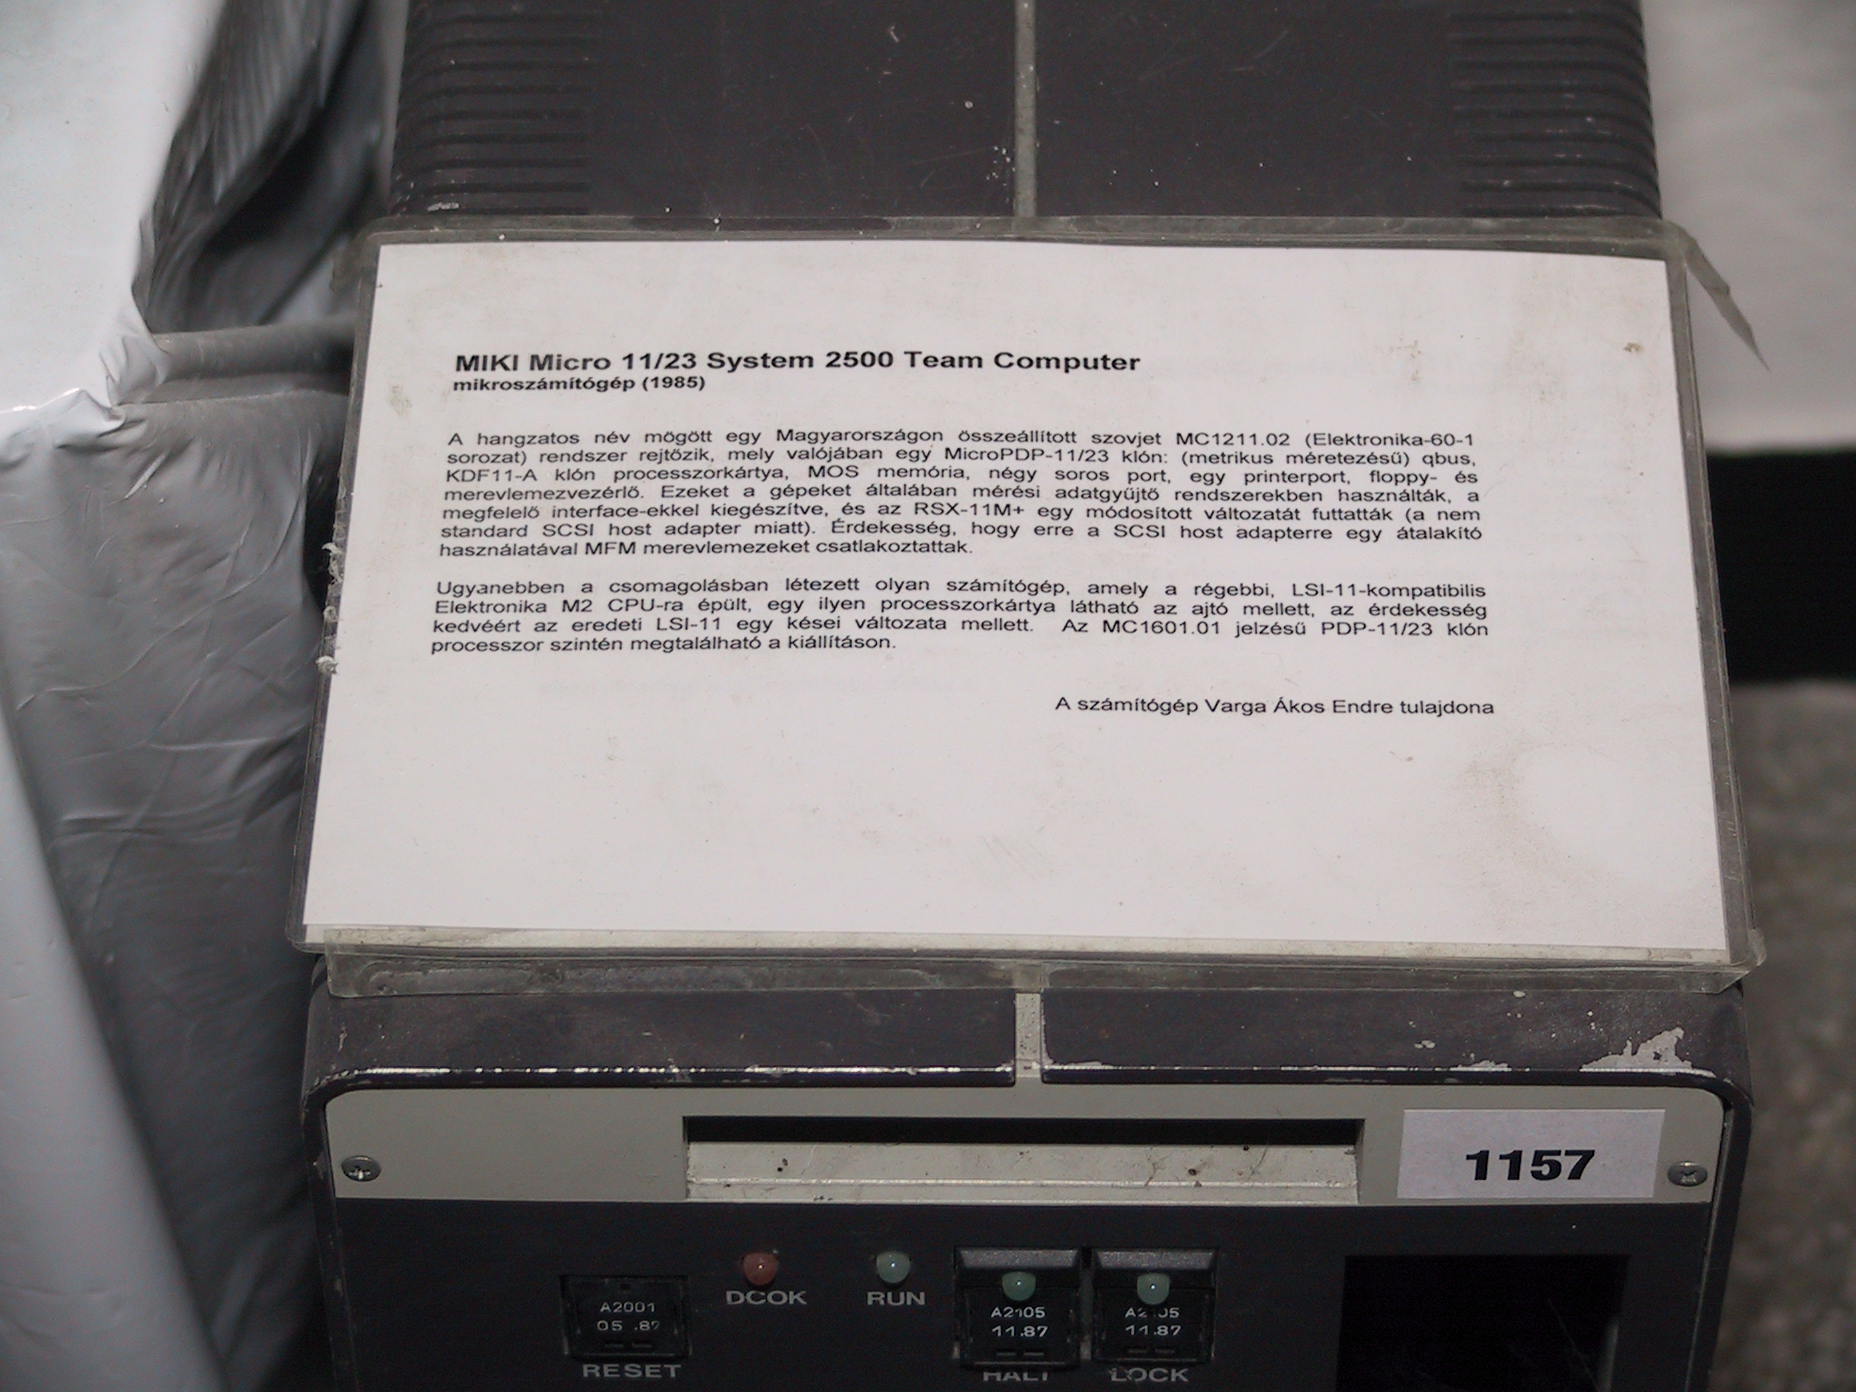 MIKI Micro 11/23 System 2500 Team Computer
mikroszámítógép (1985)
A hangzatos név mögött egy Magyarországon összeállított szovjet MC1211.02 (Elektronika-60-1
sorozat) rendszer rejtőzik, mely valójában egy MicroPDP-11/23 klón: (metrikus méretezésű) qbus,
KDF11-A klón processzorkártya, MOS memória, négy soros port, egy printerport, floppy- és
merevlemezvezérlő. Ezeket a gépeket általában mérési adatgyűjtő rendszerekben használták, a
megfelelő interface-ekkel kiegészítve, és az RSX-11M+ egy módosított változatát futtatták (a nem
standard SCSI host adapter miatt). Érdekesség, hogy erre a SCSI host adapterre egy átalakító
használatával MFM merevlemezeket csatlakoztattak.
Ugyanebben a csomagolásban létezett olyan számítógép, amely a régebbi, LSI-11-kompatibilis
Elektronika M2 CPU-ra épült, egy ilyen processzorkártya látható az ajtó mellett, az érdekesség
kedvéért az eredeti LSI-11 egy kései változata mellett. Az MC1601.01 jelzésű PDP-11/23 klón
processzor szintén megtalálható a kiállításon.
A számítógép Varga Ákos Endre tulajdona
1157
DCOK RUN
A2001 A2105
05 .87 11.87 11.87
RESET HALT LOCK